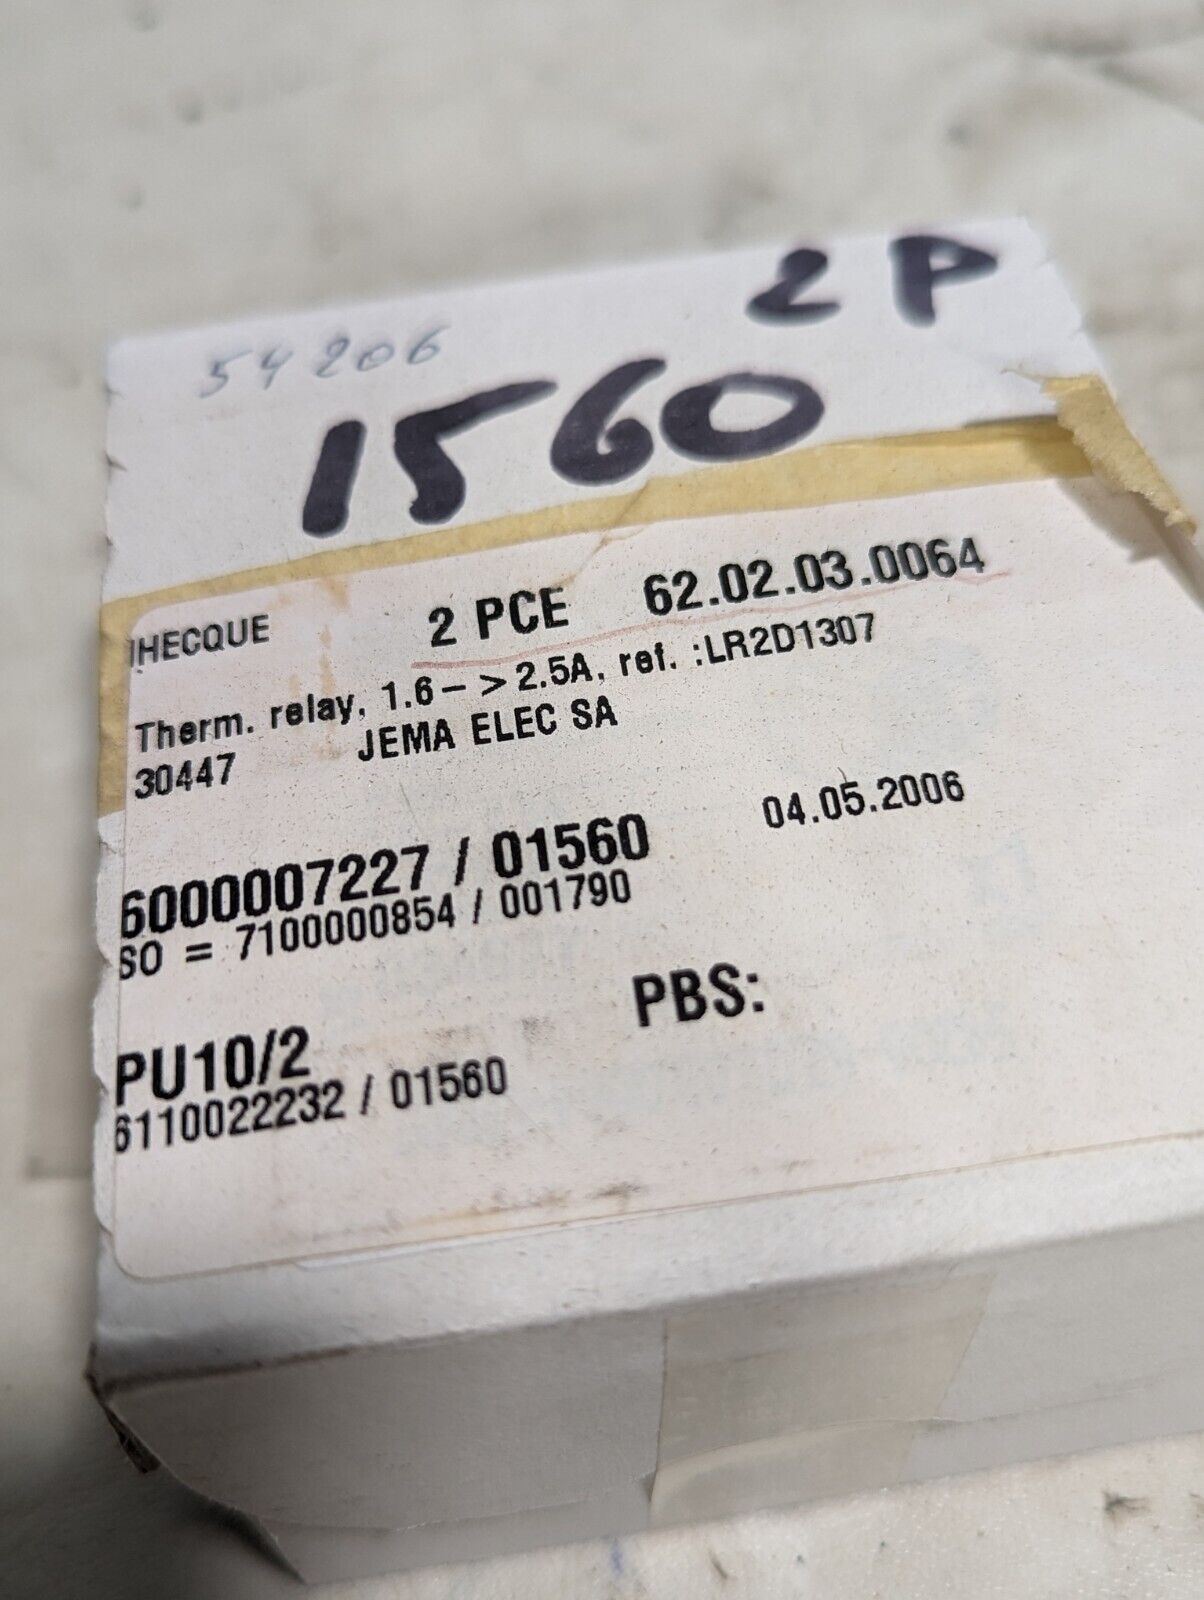 2P
54206
1560
HECQUE 2 PCE 62.02.03.0064
Therm. relay, 1.6-> 2.5A, ref. :LR2D1307
30447 JEMA ELEC SA
6000007227 / 01560 04.05.2006
SO = 7100000854 / 001790
PU10/2 PBS:
6110022232 / 01560